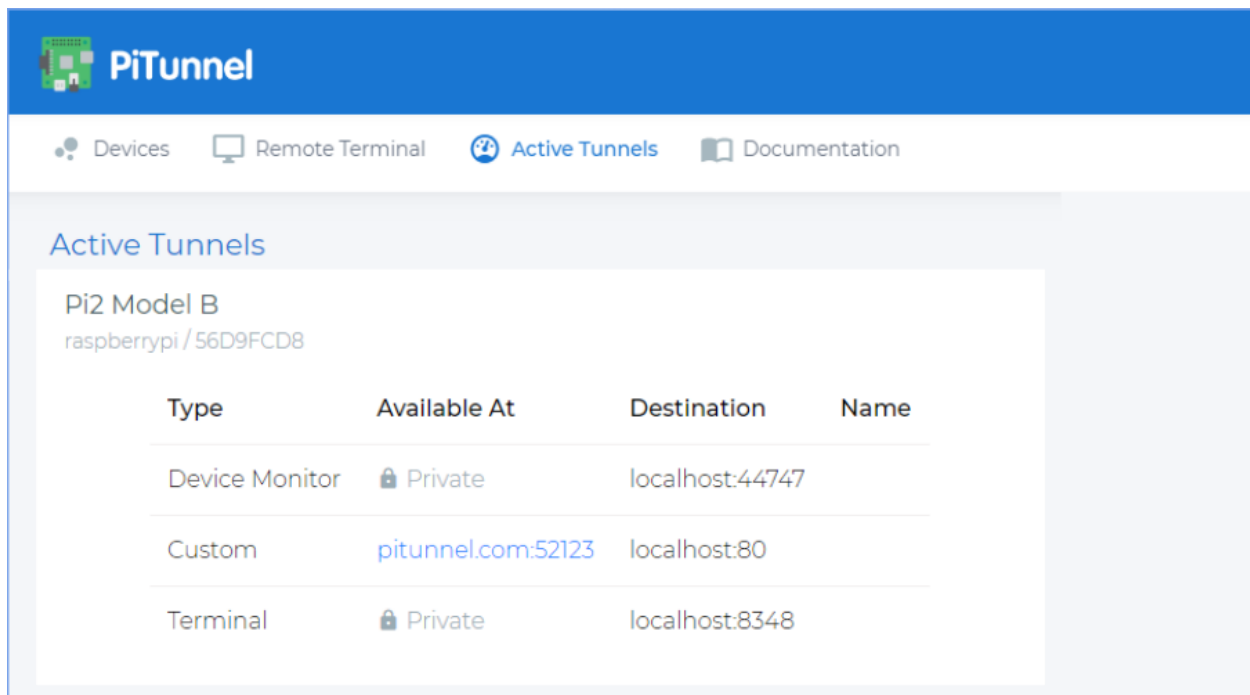 PiTunnel
Devices Remote Terminal Active Tunnels Documentation
Active Tunnels
Pi2 Model B
raspberrypi / 56D9FCD8
Type Available At Destination Name
Device Monitor Private localhost:44747
Custom pitunnel.com:52123 localhost:80
Terminal Private localhost:8348